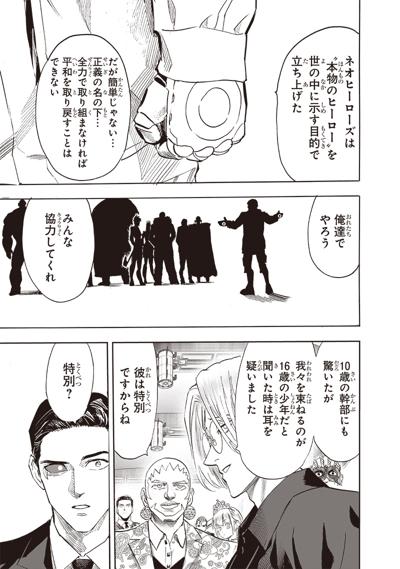 ネオヒーローズは
“本物のヒーロー”を
世の中に示す目的で
立ち上げた
だが簡単じゃない…
正義の名の下…
全力で取り組まなければ
平和を取り戻すことは
できない
俺達で
やろう
みんな
協力してくれ
10歳の幹部にも
驚いたが
我々を束ねるのが
16歳の少年だと
聞いた時は耳を
疑いました
彼は特別
ですからね
特別？